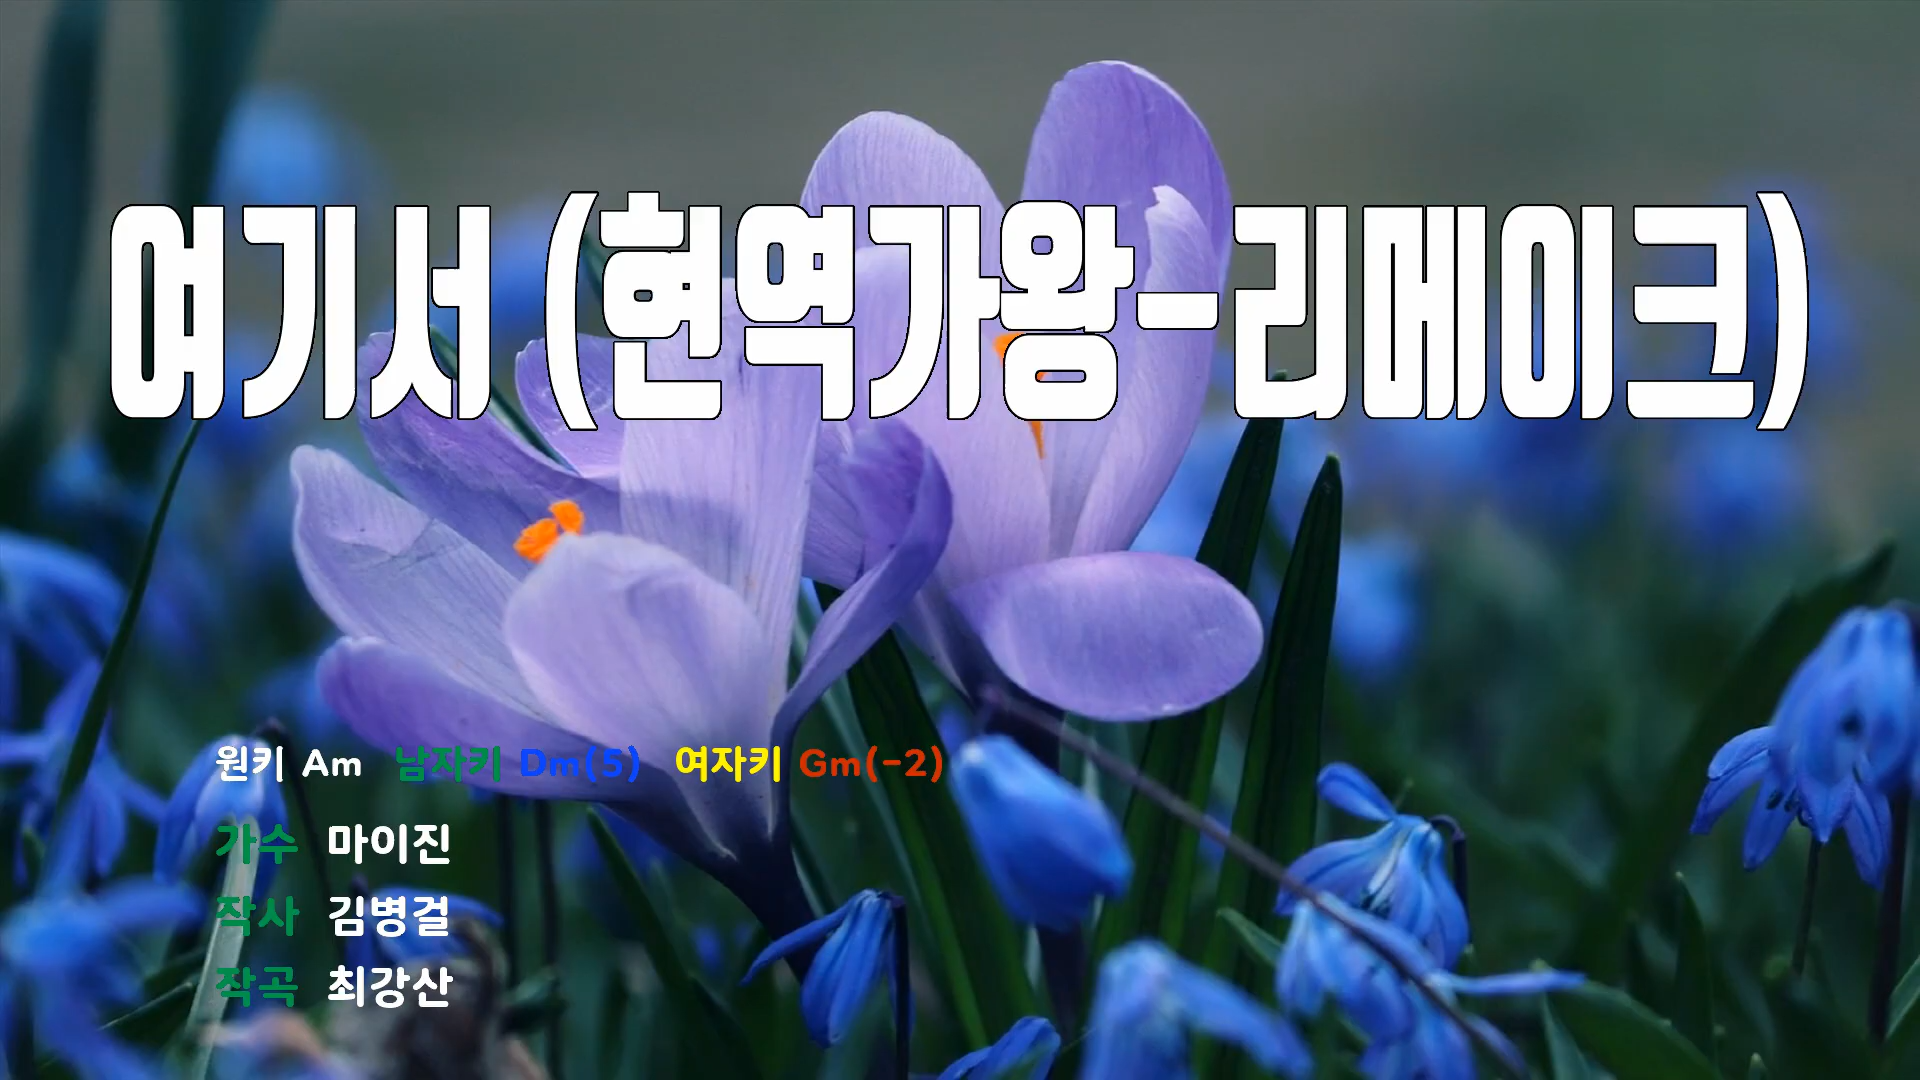 여기서 (현역가왕-리메이크)
원키 Am 남자키 Dm(5) 여자키 Gm(-2)
가수 마이진
작사 김병걸
작곡 최강산